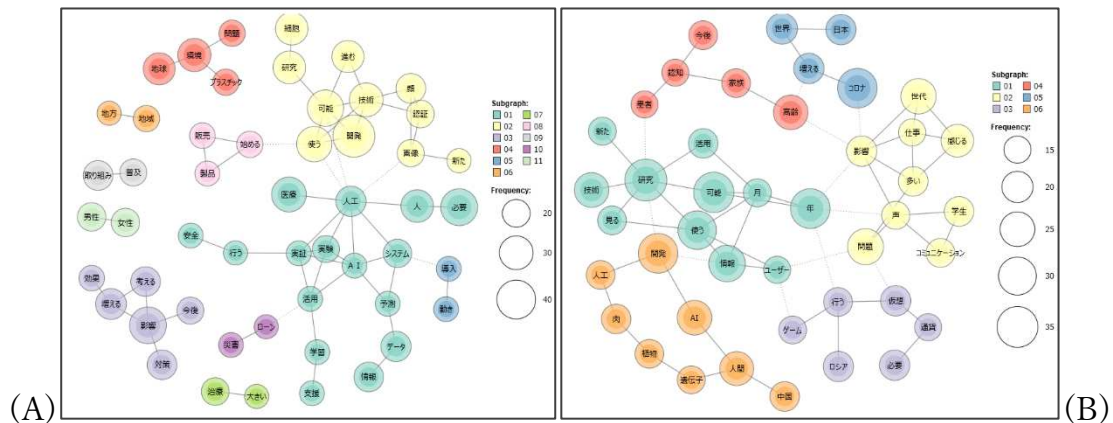 細胞
研究
進む
可能
技術
顔
認証
使う
開発
画像
新た
問題
地球
環境
プラスチック
地方
地域
販売
始める
製品
取り組み
普及
男性
女性
医療
人工
人
必要
安全
行う
実証
実験
AI
システム
導入
動き
活用
予測
効果
考える
増える
影響
今後
対策
ローン
災害
学習
データ
情報
支援
治療
大きい
Subgraph:
01
02
03
04
05
06
07
08
09
10
11
Frequency:
20
30
40
(A)
世界
日本
増える
コロナ
今後
認知
家族
患者
高齢
世代
仕事
感じる
影響
多い
新た
活用
研究
技術
可能
月
年
見る
使う
情報
ユーザー
声
学生
問題
コミュニケーション
開発
人工
肉
AI
植物
遺伝子
人間
中国
行う
仮想
ゲーム
通貨
ロシア
必要
Subgraph:
01
02
03
04
05
06
Frequency:
15
20
25
30
35
(B)